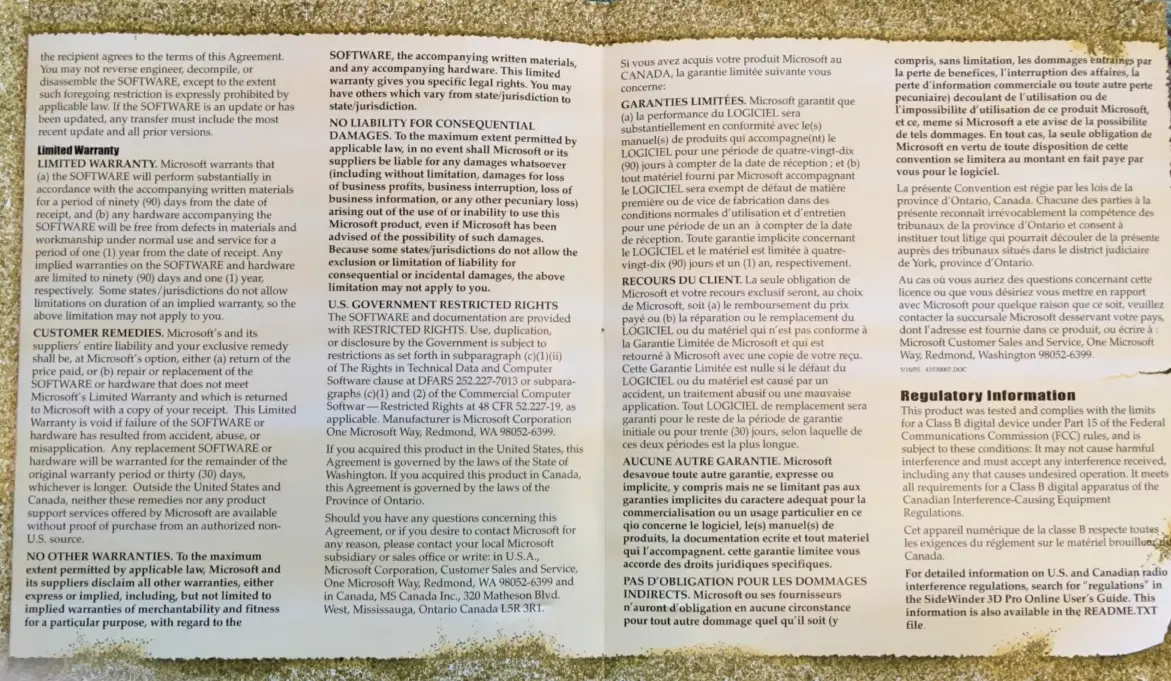 the recipient agrees to the terms of this Agreement.
You may not reverse engineer, decompile, or
disassemble the SOFTWARE, except to the extent
such foregoing restriction is expressly prohibited by
applicable law. If the SOFTWARE is an update or has
been updated, any transfer must include the most
recent update and all prior versions.
Limited Warranty
LIMITED WARRANTY. Microsoft warrants that
(a) the SOFTWARE will perform substantially in
accordance with the accompanying written materials
for a period of ninety (90) days from the date of
receipt, and (b) any hardware accompanying the
SOFTWARE will be free from defects in materials and
workmanship under normal use and service for a
period of one (1) year from the date of receipt. Any
implied warranties on the SOFTWARE and hardware
are limited to ninety (90) days and one (1) year,
respectively. Some states/jurisdictions do not allow
limitations on duration of an implied warranty, so the
above limitation may not apply to you.
CUSTOMER REMEDIES. Microsoft's and its
suppliers' entire liability and your exclusive remedy
shall be, at Microsoft's option, either (a) return of the
price paid, or (b) repair or replacement of the
SOFTWARE or hardware that does not meet
Microsoft's Limited Warranty and which is returned
to Microsoft with a copy of your receipt. This Limited
Warranty is void if failure of the SOFTWARE or
hardware has resulted from accident, abuse, or
misapplication. Any replacement SOFTWARE or
hardware will be warranted for the remainder of the
original warranty period or thirty (30) days,
whichever is longer. Outside the United States and
Canada, neither these remedies nor any product
support services offered by Microsoft are available
without proof of purchase from an authorized non-
U.S. source.
NO OTHER WARRANTIES. To the maximum
extent permitted by applicable law, Microsoft and
its suppliers disclaim all other warranties, either
express or implied, including, but not limited to
implied warranties of merchantability and fitness
for a particular purpose, with regard to the
SOFTWARE, the accompanying written materials,
and any accompanying hardware. This limited
warranty gives you specific legal rights. You may
have others which vary from state/jurisdiction to
state/jurisdiction.
NO LIABILITY FOR CONSEQUENTIAL
DAMAGES. To the maximum extent permitted by
applicable law, in no event shall Microsoft or its
suppliers be liable for any damages whatsoever
(including without limitation, damages for loss
of business profits, business interruption, loss of
business information, or any other pecuniary loss)
arising out of the use of or inability to use this
Microsoft product, even if Microsoft has been
advised of the possibility of such damages.
Because some states/jurisdictions do not allow the
exclusion or limitation of liability for
consequential or incidental damages, the above
limitation may not apply to you.
U.S. GOVERNMENT RESTRICTED RIGHTS
The SOFTWARE and documentation are provided
with RESTRICTED RIGHTS. Use, duplication,
or disclosure by the Government is subject to
restrictions as set forth in subparagraph (c)(1)(ii)
of The Rights in Technical Data and Computer
Software clause at DFARS 252.227-7013 or subpara-
graphs (c)(1) and (2) of the Commercial Computer
Softwar—Restricted Rights at 48 CFR 52.227-19, as
applicable. Manufacturer is Microsoft Corporation
One Microsoft Way, Redmond, WA 98052-6399.
If you acquired this product in the United States, this
Agreement is governed by the laws of the State of
Washington. If you acquired this product in Canada,
this Agreement is governed by the laws of the
Province of Ontario.
Should you have any questions concerning this
Agreement, or if you desire to contact Microsoft for
any reason, please contact your local Microsoft
subsidiary or sales office or write: in U.S.A.,
Microsoft Corporation, Customer Sales and Service,
One Microsoft Way, Redmond, WA 98052-6399 and
in Canada, MS Canada Inc., 320 Matheson Blvd.
West, Mississauga, Ontario Canada L5R 3R1.
Si vous avez acquis votre produit Microsoft au
CANADA, la garantie limitée suivante vous
concerne:
GARANTIES LIMITÉES. Microsoft garantit que
(a) la performance du LOGICIEL sera
substantiellement en conformité avec le(s)
manuel(s) de produits qui accompagne(nt) le
LOGICIEL pour une période de quatre-vingt-dix
(90) jours à compter de la date de réception ; et (b)
tout matériel fourni par Microsoft accompagnant
le LOGICIEL sera exempt de défaut de matière
première ou de vice de fabrication dans des
conditions normales d'utilisation et d'entretien
pour une période de un an à compter de la date
de réception. Toute garantie implicite concernant
le LOGICIEL et le matériel est limitée à quatre-
vingt-dix (90) jours et un (1) an, respectivement.
RECOURS DU CLIENT. La seule obligation de
Microsoft et votre recours exclusif seront, au choix
de Microsoft, soit (a) le remboursement du prix
payé ou (b) la réparation ou le remplacement du
LOGICIEL ou du matériel qui n'est pas conforme à
la Garantie Limitée de Microsoft et qui est
retourné à Microsoft avec une copie de votre reçu.
Cette Garantie Limitée est nulle si le défaut du
LOGICIEL ou du matériel est causé par un
accident, un traitement abusif ou une mauvaise
application. Tout LOGICIEL de remplacement sera
garanti pour le reste de la période de garantie
initiale ou pour trente (30) jours, selon laquelle de
ces deux périodes est la plus longue.
AUCUNE AUTRE GARANTIE. Microsoft
desavoue toute autre garantie, expresse ou
implicite, y compris mais ne se limitant pas aux
garanties implicites du caractere adequat pour la
commercialisation ou un usage particulier en ce
qio concerne le logiciel, le(s) manuel(s) de
produits, la documentation ecrite et tout materiel
qui l'accompagnent. cette garantie limitee vous
accorde des droits juridiques specifiques.
PAS D'OBLIGATION POUR LES DOMMAGES
INDIRECTS. Microsoft ou ses fournisseurs
n'auront d'obligation en aucune circonstance
pour tout autre dommage quel qu'il soit (y
compris, sans limitation, les dommages entraînes par
la perte de benefices, l'interruption des affaires, la
perte d'information commerciale ou toute autre perte
pecuniaire) decoulant de l'utilisation ou de
l'impossibilite d'utilisation de ce produit Microsoft,
et ce, meme si Microsoft a ete avise de la possibilite
de tels dommages. En tout cas, la seule obligation de
Microsoft en vertu de toute disposition de cette
convention se limitera au montant en fait paye par
vous pour le logiciel.
La présente Convention est régie par les lois de la
province d'Ontario, Canada. Chacune des parties à la
présente reconnaît irrévocablement la compétence des
tribunaux de la province d'Ontario et consent à
instituer tout litige qui pourrait découler de la présente
auprès des tribunaux situés dans le district judiciaire
de York, province d'Ontario.
Au cas où vous auriez des questions concernant cette
licence ou que vous désiriez vous mettre en rapport
avec Microsoft pour quelque raison que ce soit, veuillez
contacter la succursale Microsoft desservant votre pays,
dont l'adresse est fournie dans ce produit, ou écrire à :
Microsoft Customer Sales and Service, One Microsoft
Way, Redmond, Washington 98052-6399.
5/16/95 43530007.DOC
Regulatory Information
This product was tested and complies with the limits
for a Class B digital device under Part 15 of the Federal
Communications Commission (FCC) rules, and is
subject to these conditions: It may not cause harmful
interference and must accept any interference received,
including any that causes undesired operation. It meets
all requirements for a Class B digital apparatus of the
Canadian Interference-Causing Equipment
Regulations.
Cet appareil numérique de la classe B respecte toutes
les exigences du réglement sur le matériel
Canada.
For detailed information on U.S. and Canadian radio
interference regulations, search for "regulations" in
the SideWinder 3D Pro Online User's Guide. This
information is also available in the README.TXT
file.